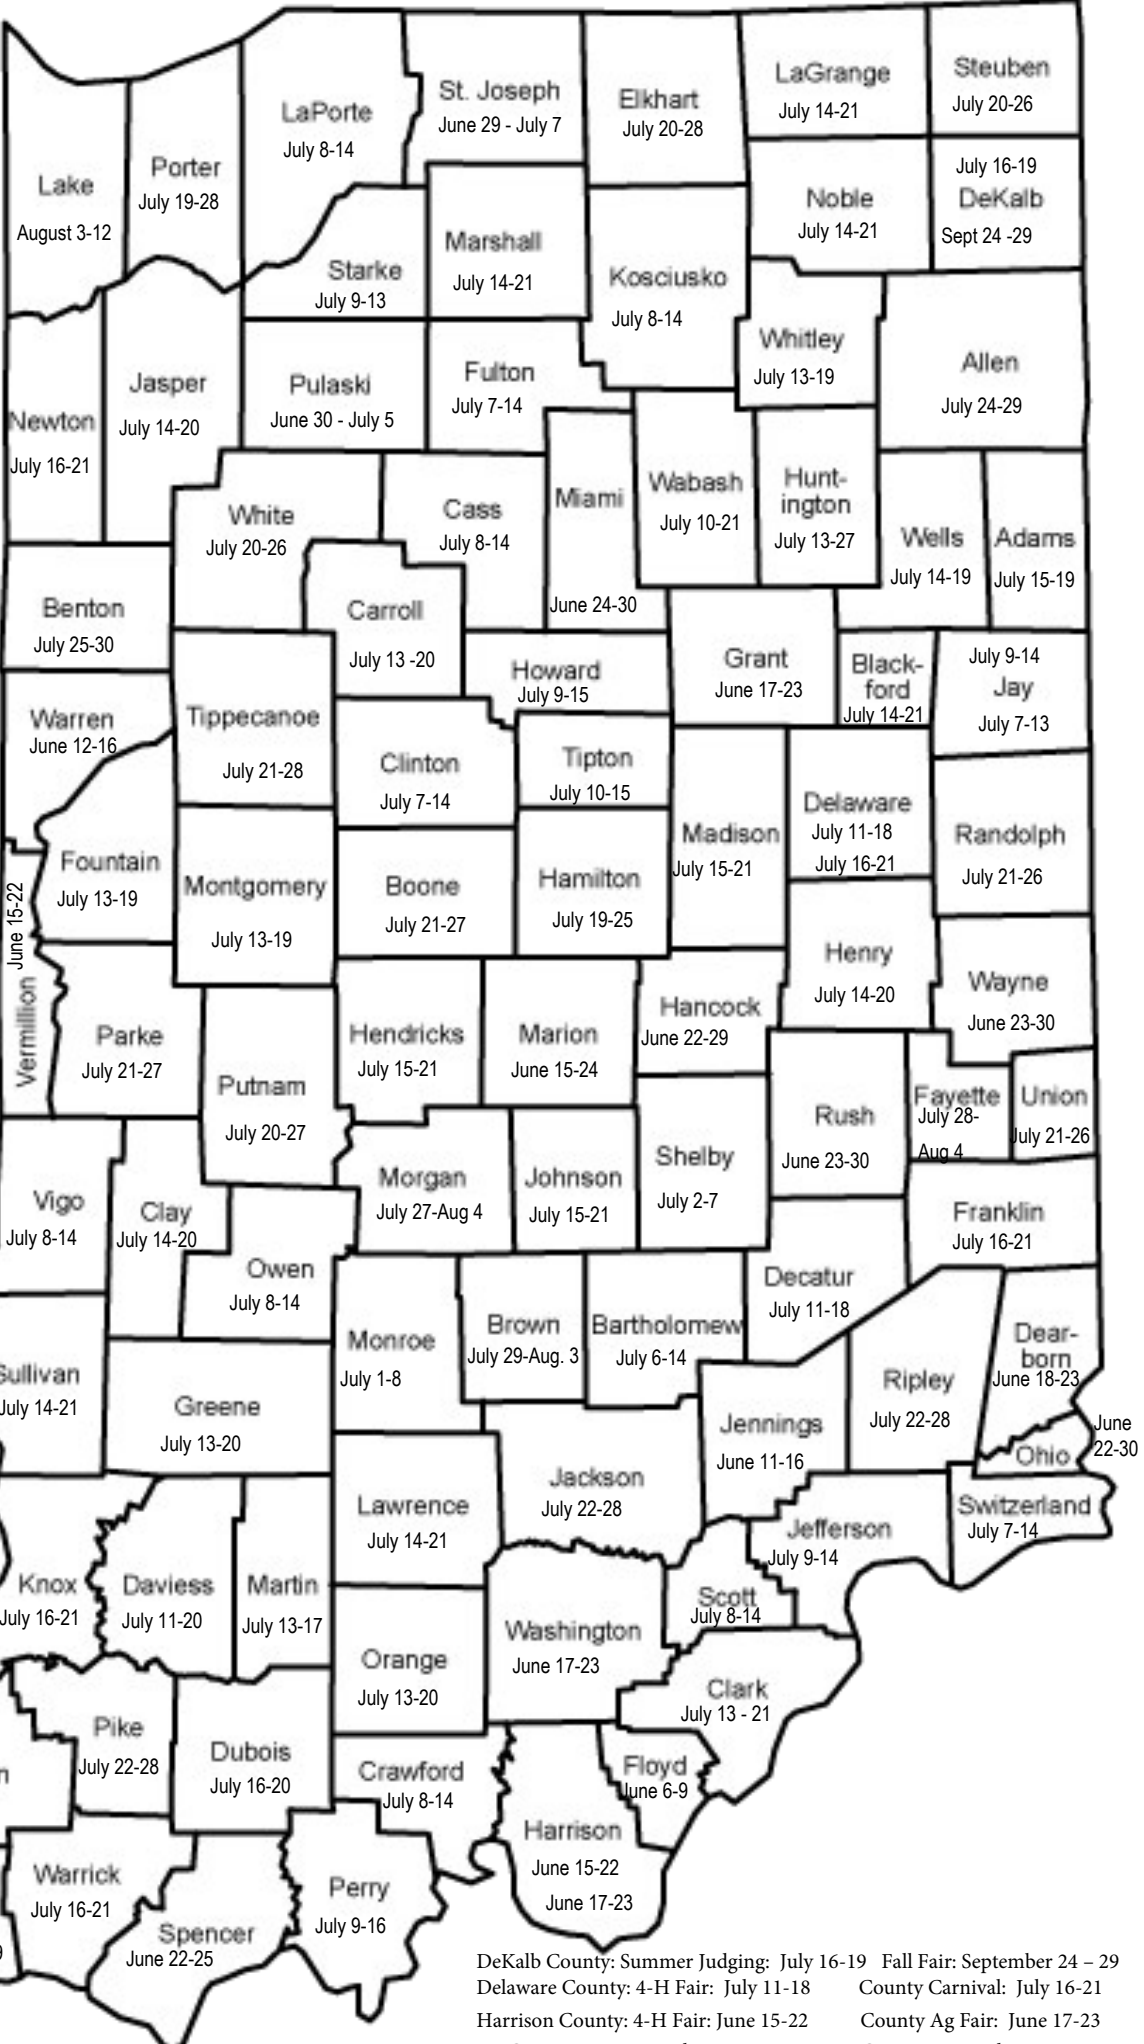 LaPorte
July 8-14
St. Joseph
June 29 - July 7
Elkhart
July 20-28
LaGrange
July 14-21
Steuben
July 20-26
Lake
August 3-12
Porter
July 19-28
Starke
July 9-13
Marshall
July 14-21
Kosciusko
July 8-14
Noble
July 14-21
July 16-19
DeKalb
Sept 24 -29
Whitley
July 13-19
Allen
July 24-29
Newton
July 16-21
Jasper
July 14-20
Pulaski
June 30 - July 5
Fulton
July 7-14
White
July 20-26
Cass
July 8-14
Miami
June 24-30
Wabash
July 10-21
Hunt-
ington
July 13-27
Wells
July 14-19
Adams
July 15-19
Benton
July 25-30
Carroll
July 13 -20
Howard
July 9-15
Grant
June 17-23
Black-
ford
July 14-21
July 9-14
Jay
July 7-13
Warren
June 12-16
Tippecanoe
July 21-28
Clinton
July 7-14
Tipton
July 10-15
Madison
July 15-21
Delaware
July 11-18
July 16-21
Randolph
July 21-26
Fountain
July 13-19
Montgomery
July 13-19
Boone
July 21-27
Hamilton
July 19-25
Henry
July 14-20
Wayne
June 23-30
Vermillion
June 15-22
Parke
July 21-27
Putnam
July 20-27
Hendricks
July 15-21
Marion
June 15-24
Hancock
June 22-29
Rush
June 23-30
Fayette
July 28-
Aug 4
Union
July 21-26
Vigo
July 8-14
Clay
July 14-20
Owen
July 8-14
Morgan
July 27-Aug 4
Johnson
July 15-21
Shelby
July 2-7
Decatur
July 11-18
Franklin
July 16-21
Sullivan
July 14-21
Greene
July 13-20
Monroe
July 1-8
Brown
July 29-Aug. 3
Bartholomew
July 6-14
Jennings
June 11-16
Ripley
July 22-28
Dear-
born
June 18-23
Ohio
June
22-30
Knox
July 16-21
Daviess
July 11-20
Martin
July 13-17
Lawrence
July 14-21
Jackson
July 22-28
Jefferson
July 9-14
Switzerland
July 7-14
Scott
July 8-14
Orange
July 13-20
Washington
June 17-23
Clark
July 13 - 21
n
Pike
July 22-28
Dubois
July 16-20
Crawford
July 8-14
Floyd
June 6-9
Harrison
June 15-22
June 17-23
9
Warrick
July 16-21
Spencer
June 22-25
Perry
July 9-16
DeKalb County: Summer Judging: July 16-19 Fall Fair: September 24 – 29
Delaware County: 4-H Fair: July 11-18 County Carnival: July 16-21
Harrison County: 4-H Fair: June 15-22 County Ag Fair: June 17-23